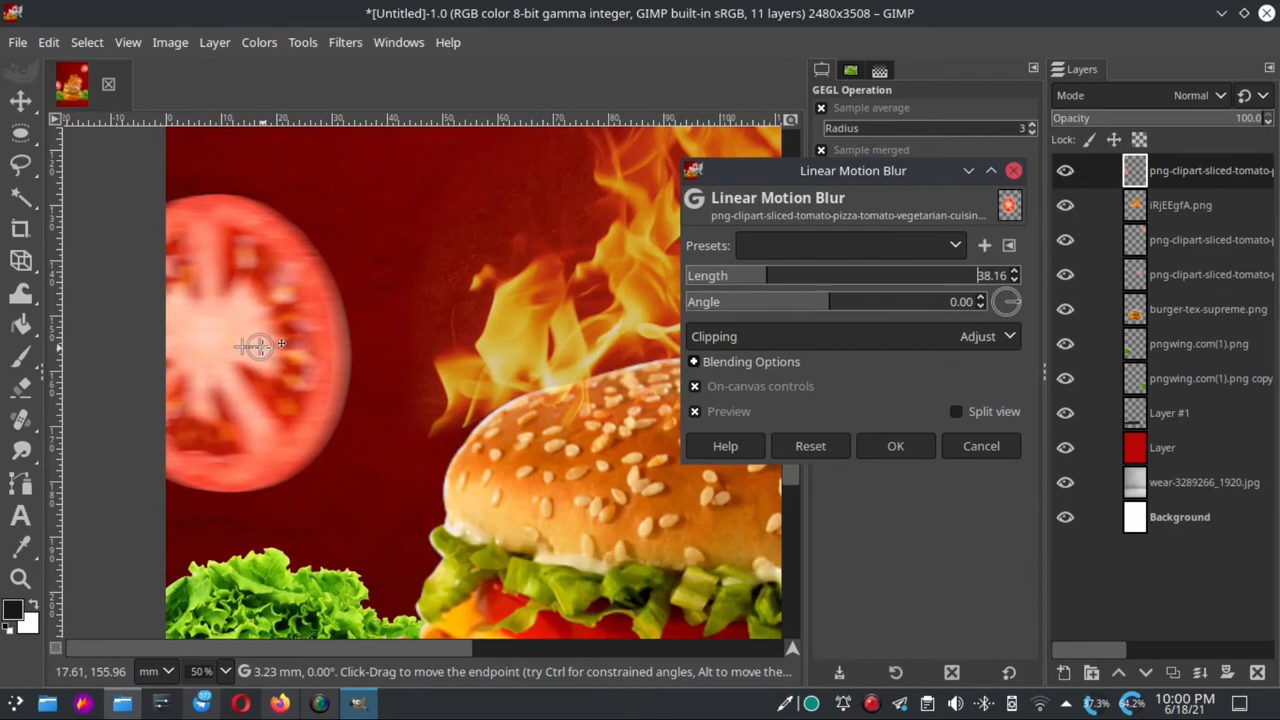 *[Untitled]-1.0 (RGB color 8-bit gamma integer, GIMP built-in sRGB, 11 layers) 2480x3508 – GIMP
File Edit Select View Image Layer Colors Tools Filters Windows Help
Layers
GEGL Operation
Mode Normal
Sample average
Opacity 100.0
Radius 3
Lock:
Sample merged
Linear Motion Blur
Linear Motion Blur
png-clipart-sliced-tomato-pizza-tomato-vegetarian-cuisin...
Presets:
Length 38.16
Angle 0.00
Clipping Adjust
Blending Options
On-canvas controls
Preview Split view
Help Reset OK Cancel
png-clipart-sliced-tomato-
iRjEEgfA.png
png-clipart-sliced-tomato-
png-clipart-sliced-tomato-
burger-tex-supreme.png
pngwing.com(1).png
pngwing.com(1).png copy
Layer #1
Layer
wear-3289266_1920.jpg
Background
17.61, 155.96 mm 50 % 3.23 mm, 0.00°. Click-Drag to move the endpoint (try Ctrl for constrained angles, Alt to move the...
37.3% 64.2% 10:00 PM
6/18/21